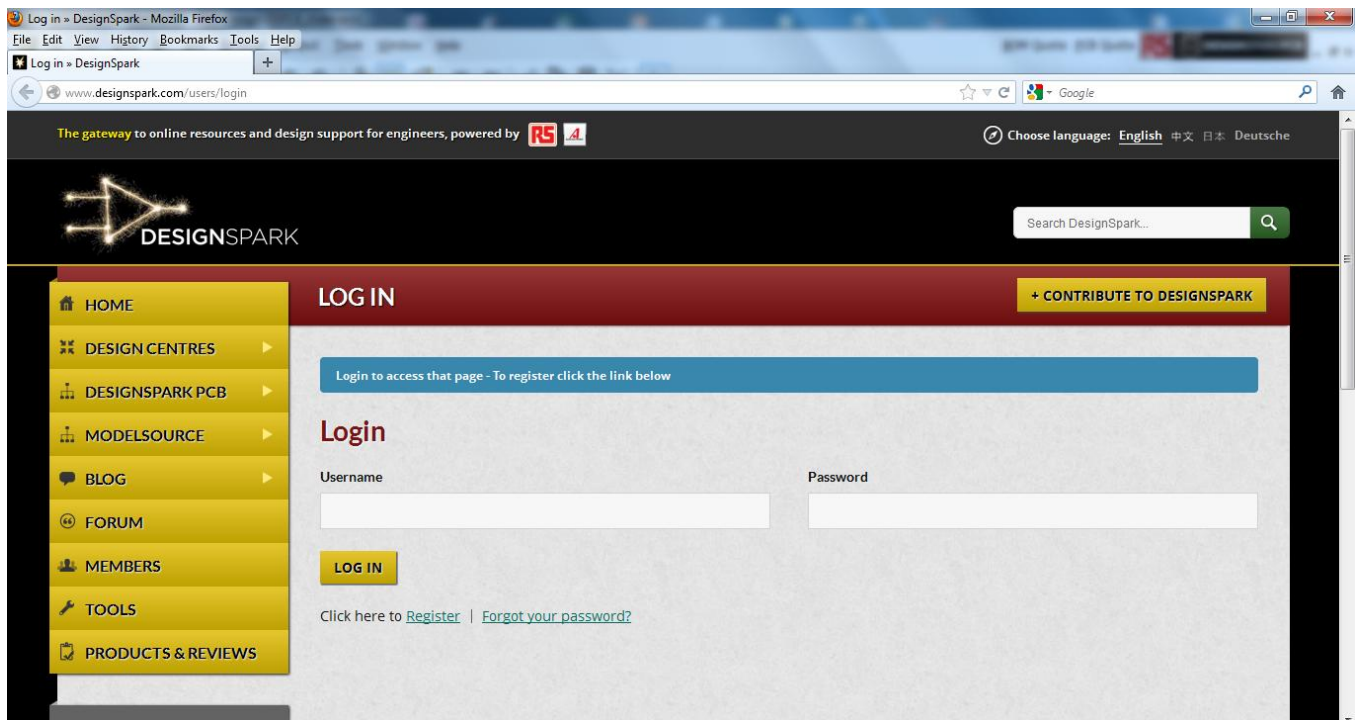 Log in » DesignSpark - Mozilla Firefox
File Edit View History Bookmarks Tools Help
Log in » DesignSpark +
www.designspark.com/users/login Google
The gateway to online resources and design support for engineers, powered by RS A Choose language: English 中文 日本 Deutsche
DESIGNSPARK
Search DesignSpark...
LOG IN
+ CONTRIBUTE TO DESIGNSPARK
HOME
DESIGN CENTRES
DESIGNSPARK PCB
MODELSOURCE
BLOG
FORUM
MEMBERS
TOOLS
PRODUCTS & REVIEWS
Login to access that page - To register click the link below
Login
Username Password
LOG IN
Click here to Register | Forgot your password?